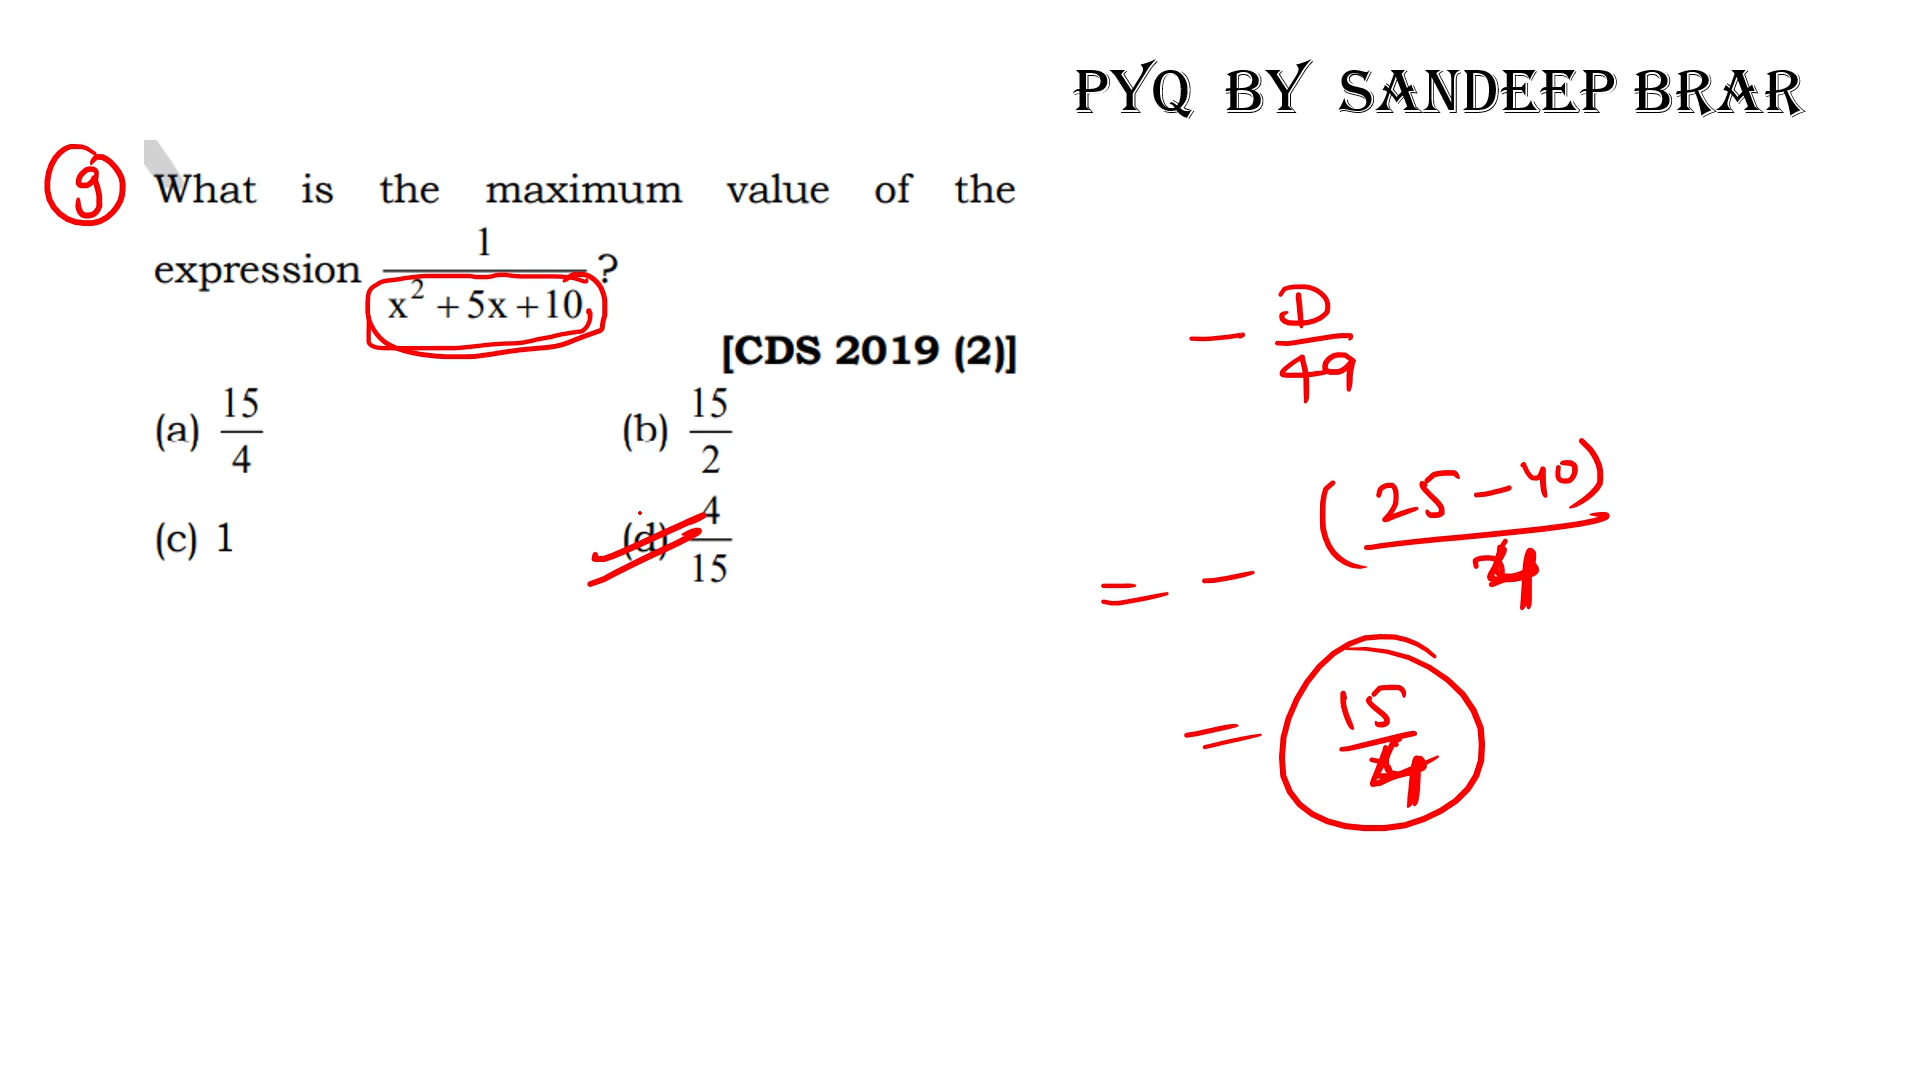 PYQ BY SANDEEP BRAR
9 What is the maximum value of the
expression 1/(x² + 5x + 10) ?
[CDS 2019 (2)]
(a) 15/4 (b) 15/2
(c) 1 (d) 4/15
- D/4a
= - (25-40)/4
= 15/4